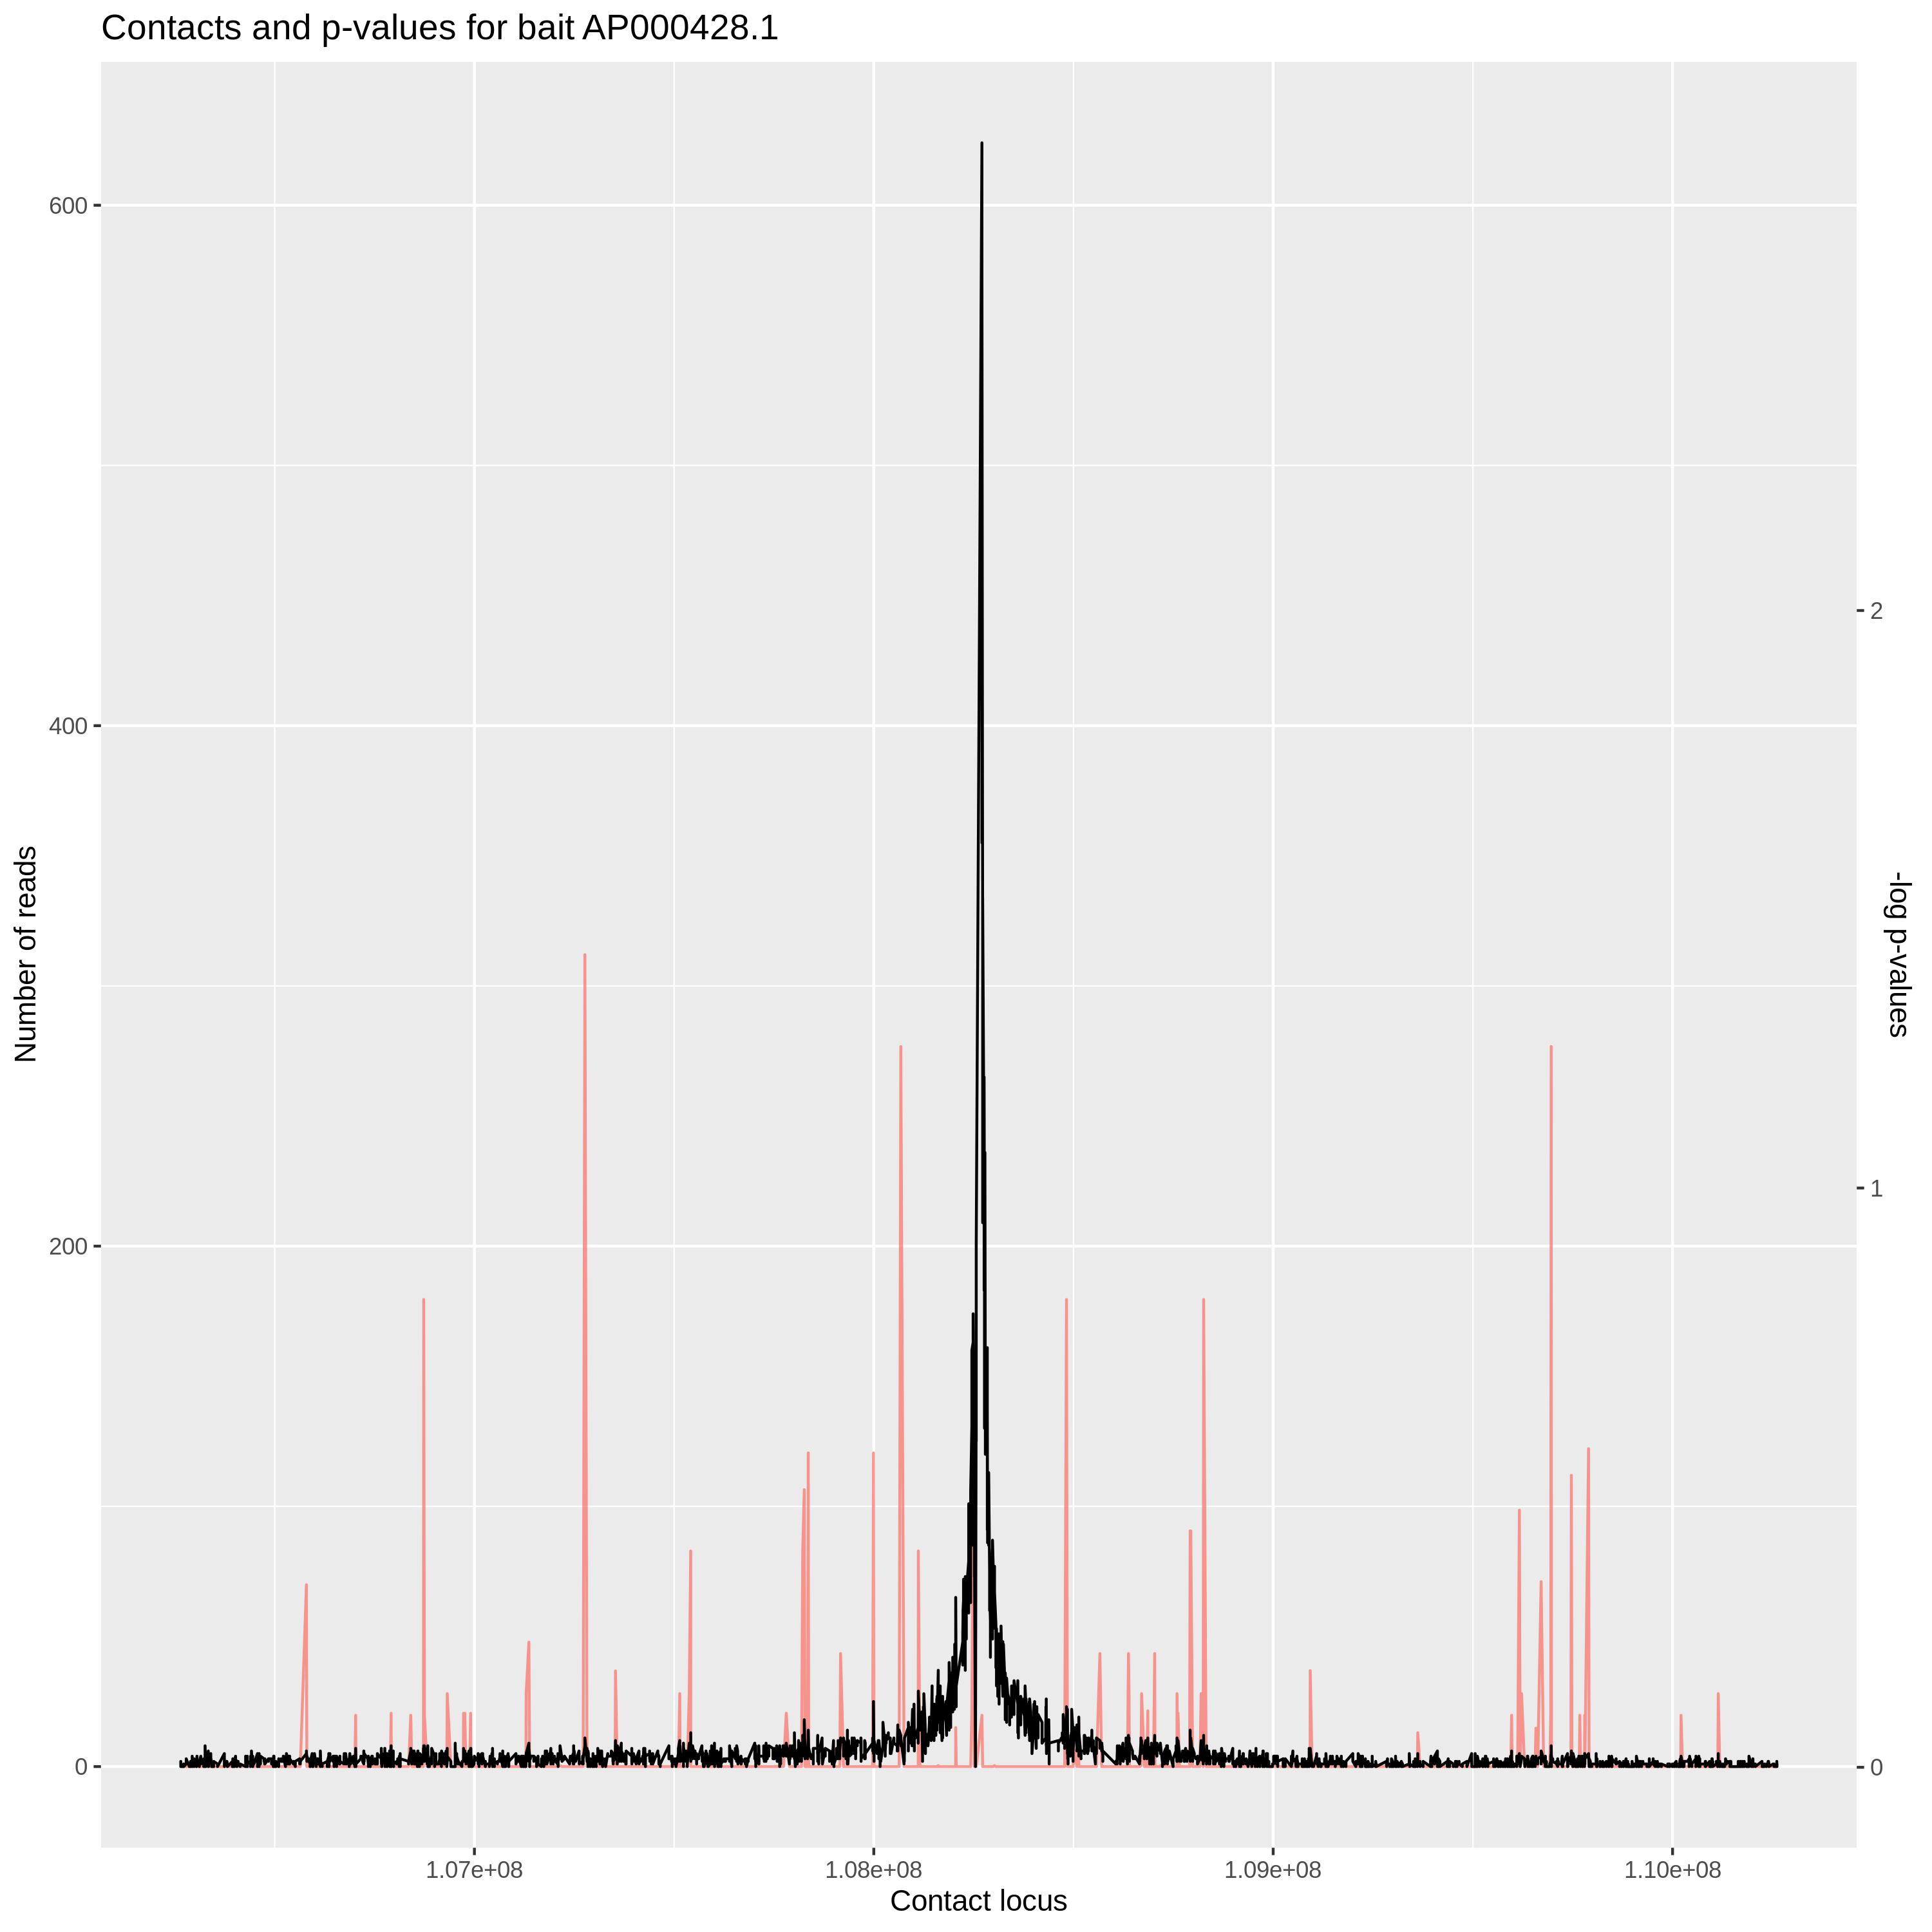 Contacts and p-values for bait AP000428.1
600
400
200
0
Number of reads
2
1
0
-log p-values
1.07e+08
1.08e+08
1.09e+08
1.10e+08
Contact locus